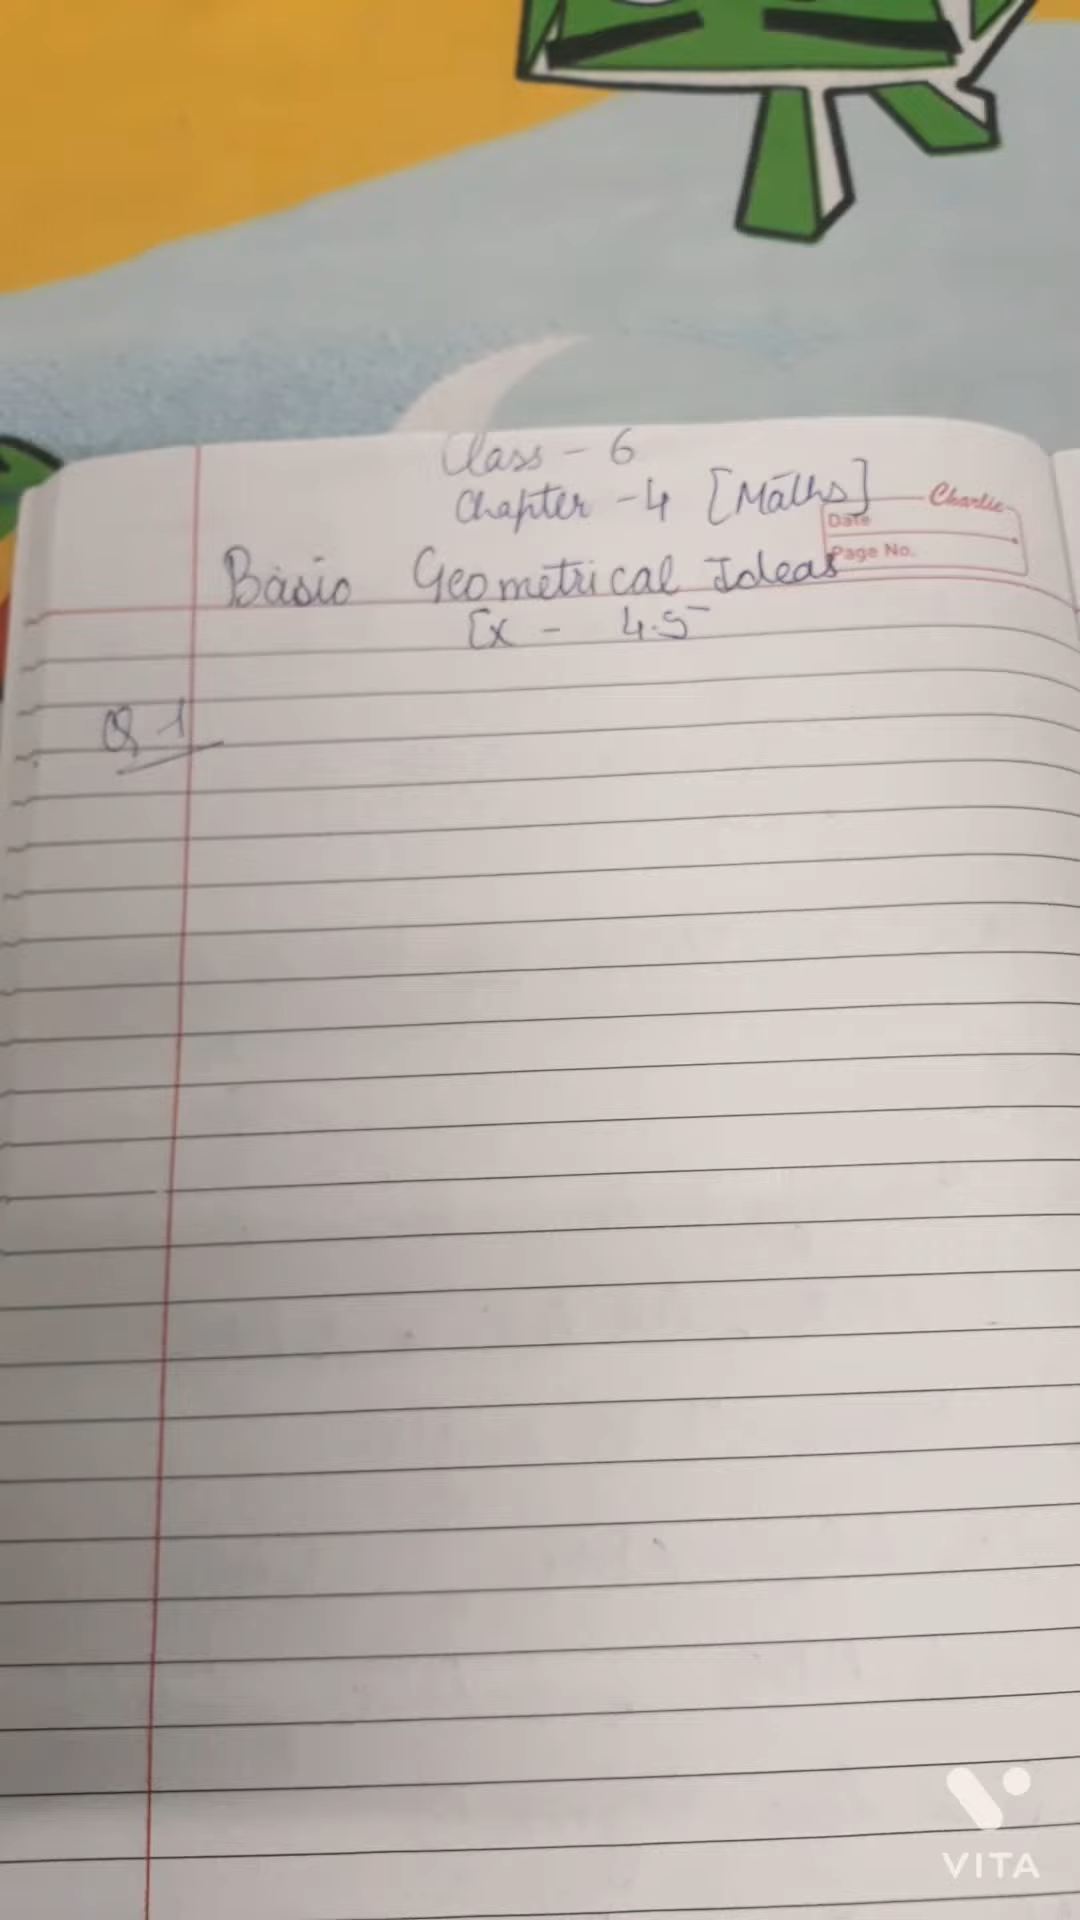 Class - 6
Chapter - 4 [Maths]
Charlie
Date
Page No.
Basic Geometrical Ideas
Ex - 4.5
Q 1
VITA